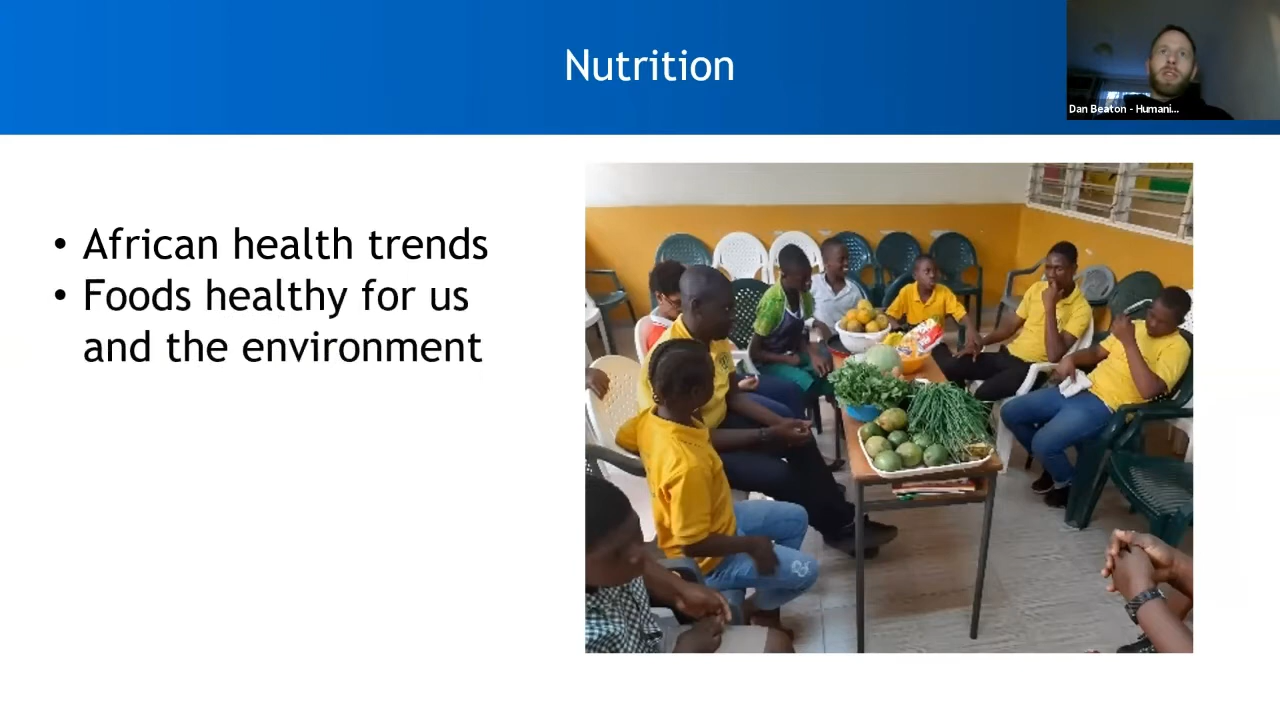 Nutrition
Dan Beaton - Humani...
• African health trends
• Foods healthy for us
and the environment